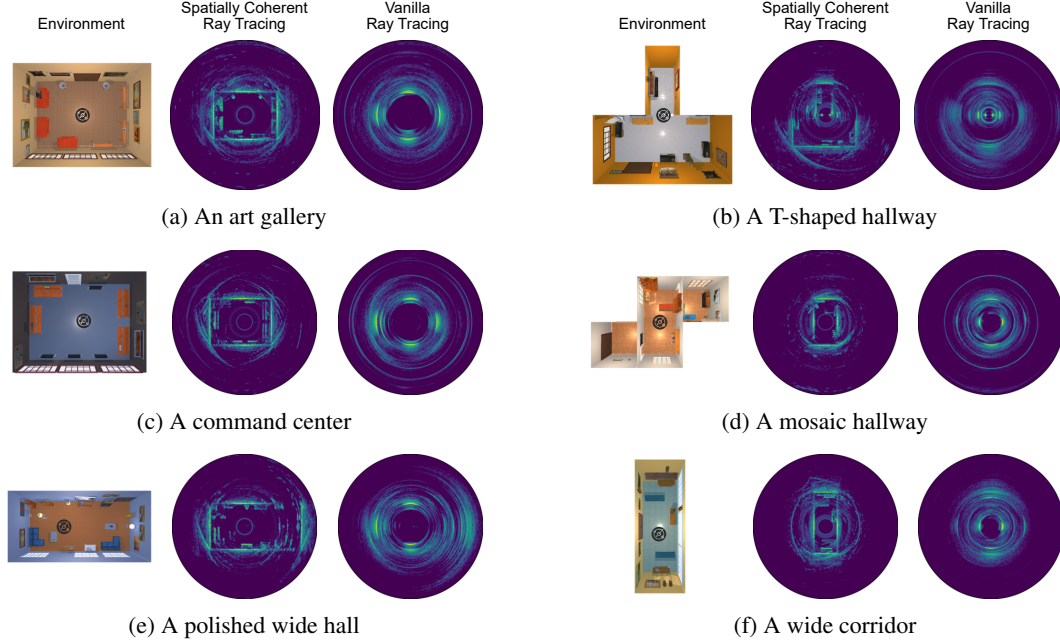 Environment
Spatially Coherent
Ray Tracing
Vanilla
Ray Tracing
Environment
Spatially Coherent
Ray Tracing
Vanilla
Ray Tracing
(a) An art gallery
(b) A T-shaped hallway
(c) A command center
(d) A mosaic hallway
(e) A polished wide hall
(f) A wide corridor